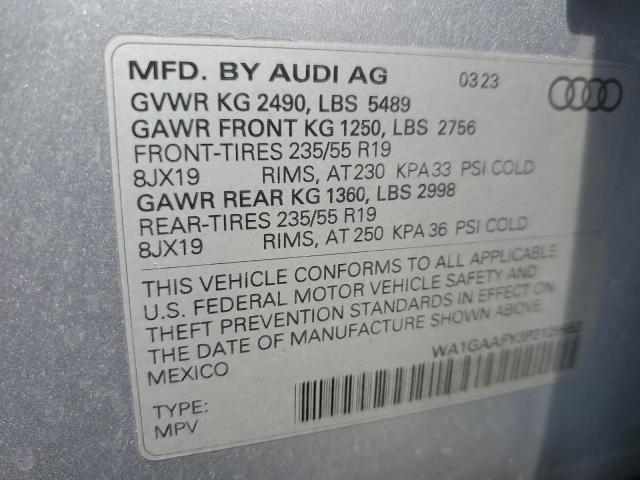 MFD. BY AUDI AG 03 23
GVWR KG 2490, LBS 5489
GAWR FRONT KG 1250, LBS 2756
FRONT-TIRES 235/55 R19
8JX19 RIMS, AT 230 KPA 33 PSI COLD
GAWR REAR KG 1360, LBS 2998
REAR-TIRES 235/55 R19
8JX19 RIMS, AT 250 KPA 36 PSI COLD
THIS VEHICLE CONFORMS TO ALL APPLICABLE
U.S. FEDERAL MOTOR VEHICLE SAFETY AND
THEFT PREVENTION STANDARDS IN EFFECT ON
THE DATE OF MANUFACTURE SHOWN ABOVE.
MEXICO
TYPE:
MPV